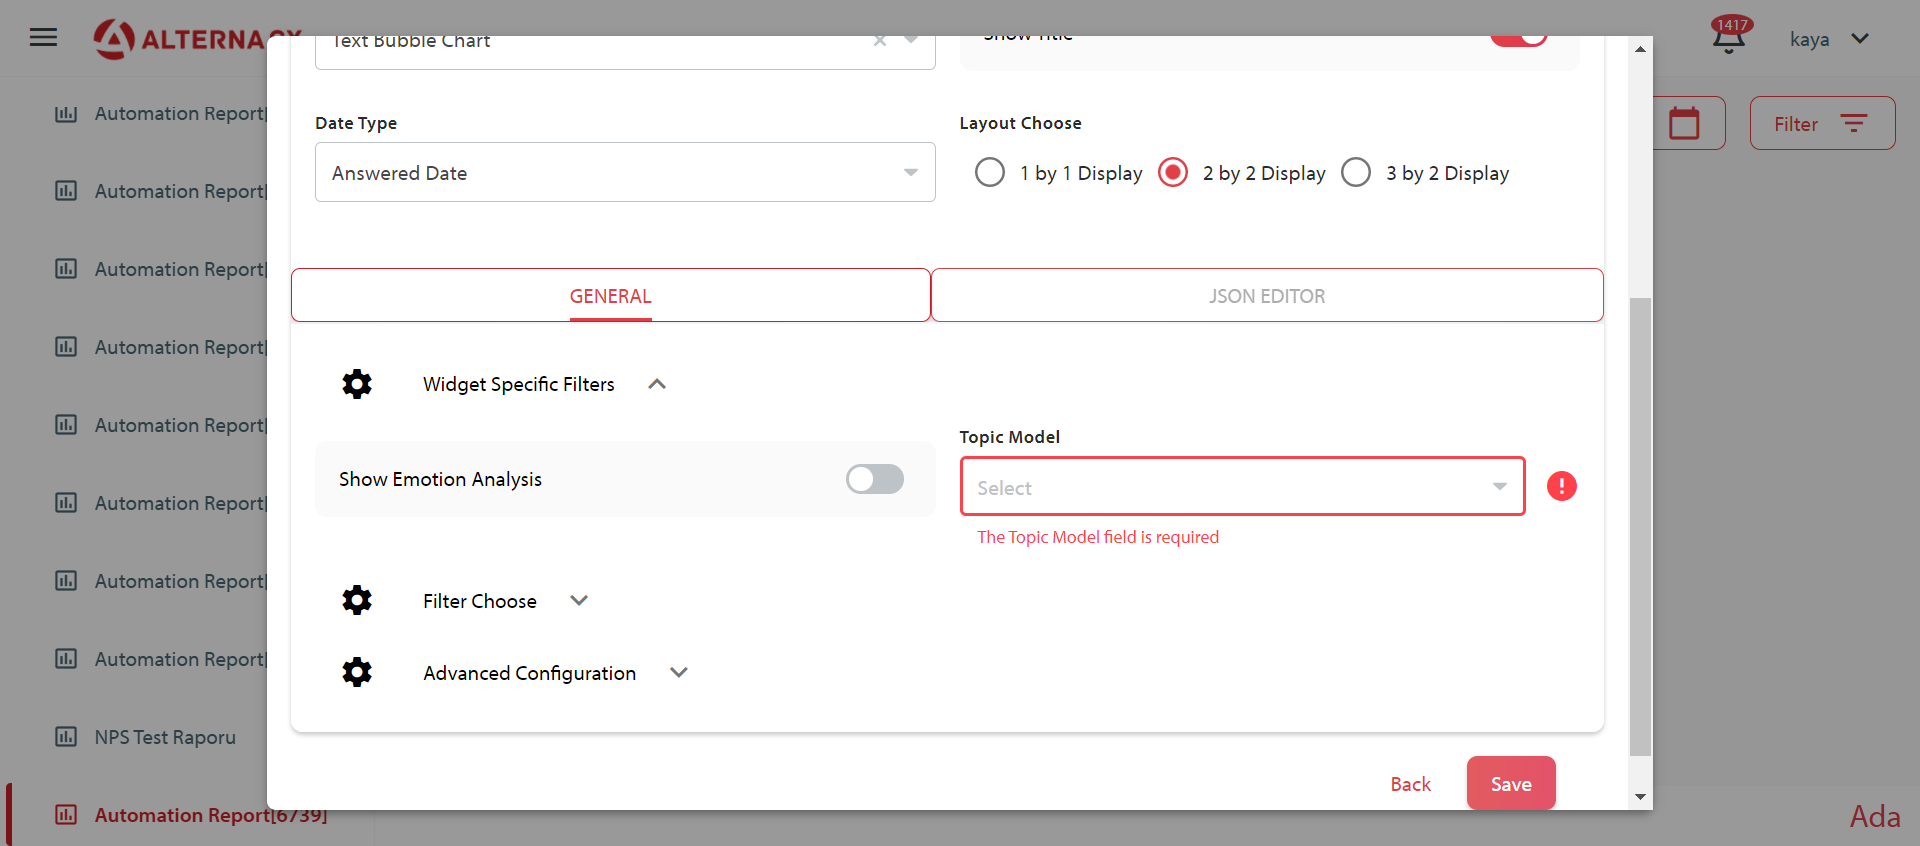 ALTERNACX
1417
kaya
Text Bubble Chart
Show Title
Automation Report[
Date Type
Layout Choose
Filter
Answered Date
1 by 1 Display
2 by 2 Display
3 by 2 Display
Automation Report[
Automation Report[
GENERAL
JSON EDITOR
Automation Report[
Widget Specific Filters
Automation Report[
Topic Model
Show Emotion Analysis
Select
Automation Report[
The Topic Model field is required
Automation Report[
Filter Choose
Automation Report[
Advanced Configuration
NPS Test Raporu
Back
Save
Automation Report[6739]
Ada